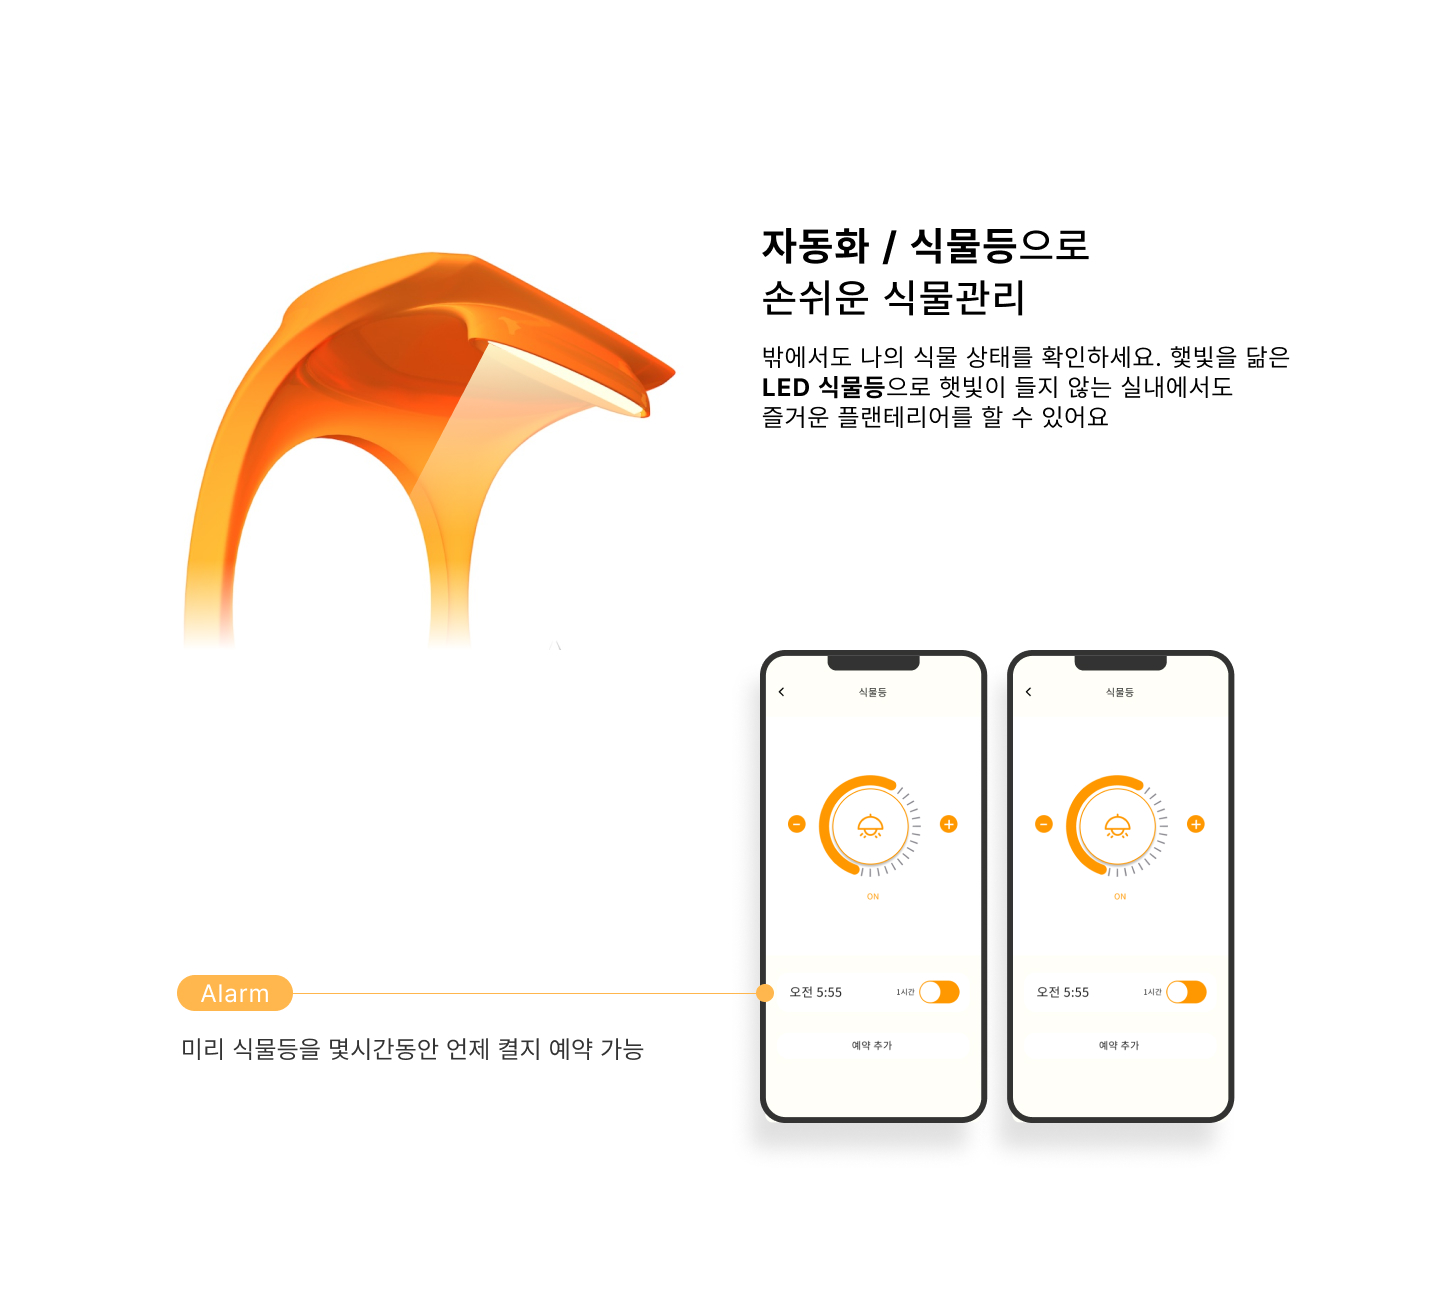 자동화 / 식물등으로
손쉬운 식물관리
밖에서도 나의 식물 상태를 확인하세요. 햇빛을 닮은
LED 식물등으로 햇빛이 들지 않는 실내에서도
즐거운 플랜테리어를 할 수 있어요
식물등
ON
오전 5:55
1시간
예약 추가
식물등
ON
오전 5:55
1시간
예약 추가
Alarm
미리 식물등을 몇시간동안 언제 켤지 예약 가능